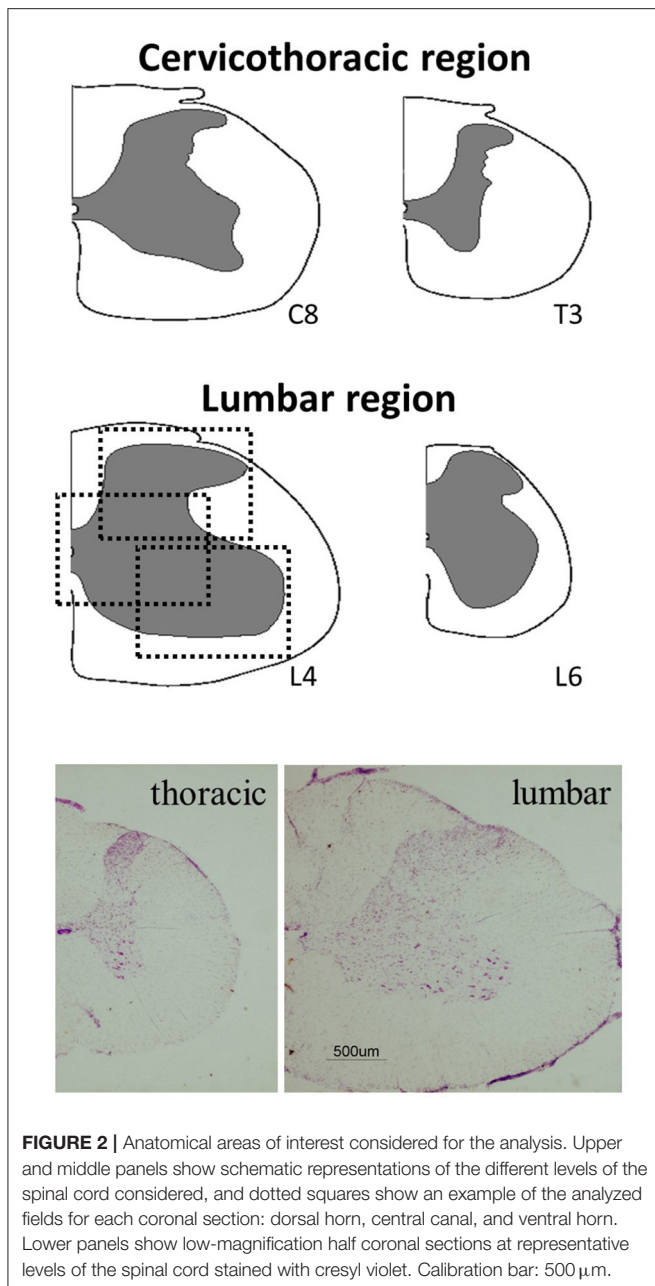 Cervicothoracic region
C8
T3
Lumbar region
L4
L6
thoracic
lumbar
500um
FIGURE 2 | Anatomical areas of interest considered for the analysis. Upper
and middle panels show schematic representations of the different levels of the
spinal cord considered, and dotted squares show an example of the analyzed
fields for each coronal section: dorsal horn, central canal, and ventral horn.
Lower panels show low-magnification half coronal sections at representative
levels of the spinal cord stained with cresyl violet. Calibration bar: 500 μm.